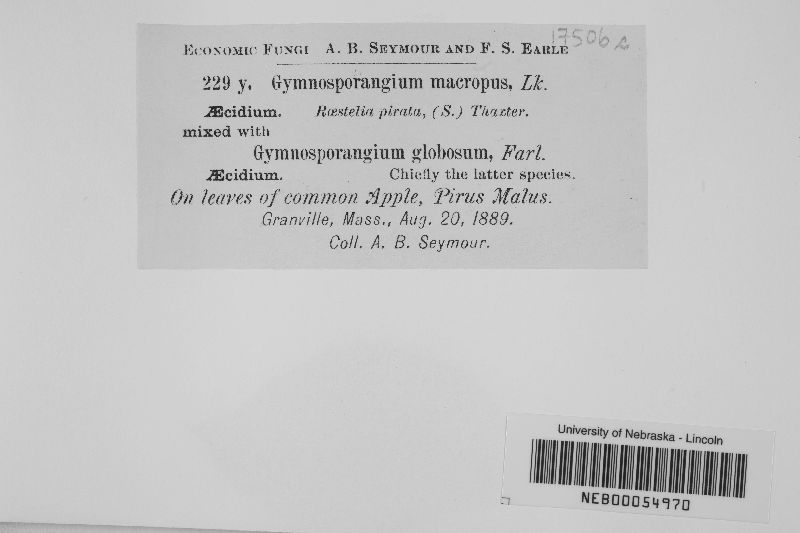 17506 c
ECONOMIC FUNGI A. B. SEYMOUR AND F. S. EARLE
229 y. Gymnosporangium macropus, Lk.
Æcidium. Rœstelia pirata, (S.) Thaxter.
mixed with
Gymnosporangium globosum, Farl.
Æcidium. Chiefly the latter species.
On leaves of common Apple, Pirus Malus.
Granville, Mass., Aug. 20, 1889.
Coll. A. B. Seymour.
University of Nebraska - Lincoln
NEB00054970